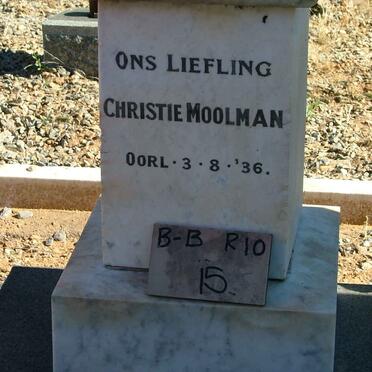 ONS LIEFLING
CHRISTIE MOOLMAN
OORL · 3 · 8 · '36.
B-B R10
15